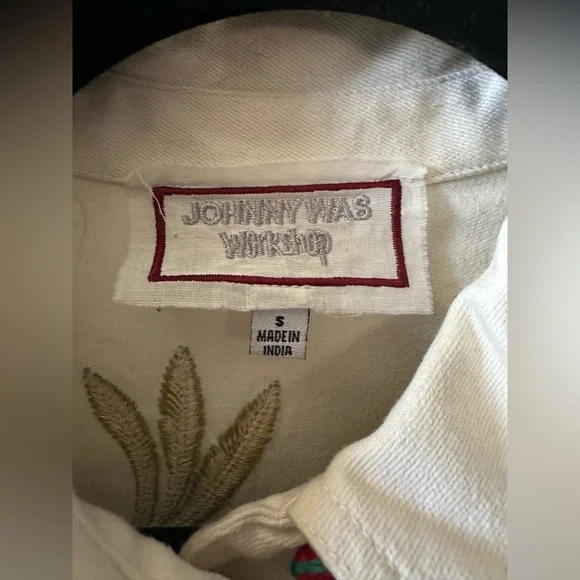 JOHNNY WAS
Workshop
S
MADE IN
INDIA